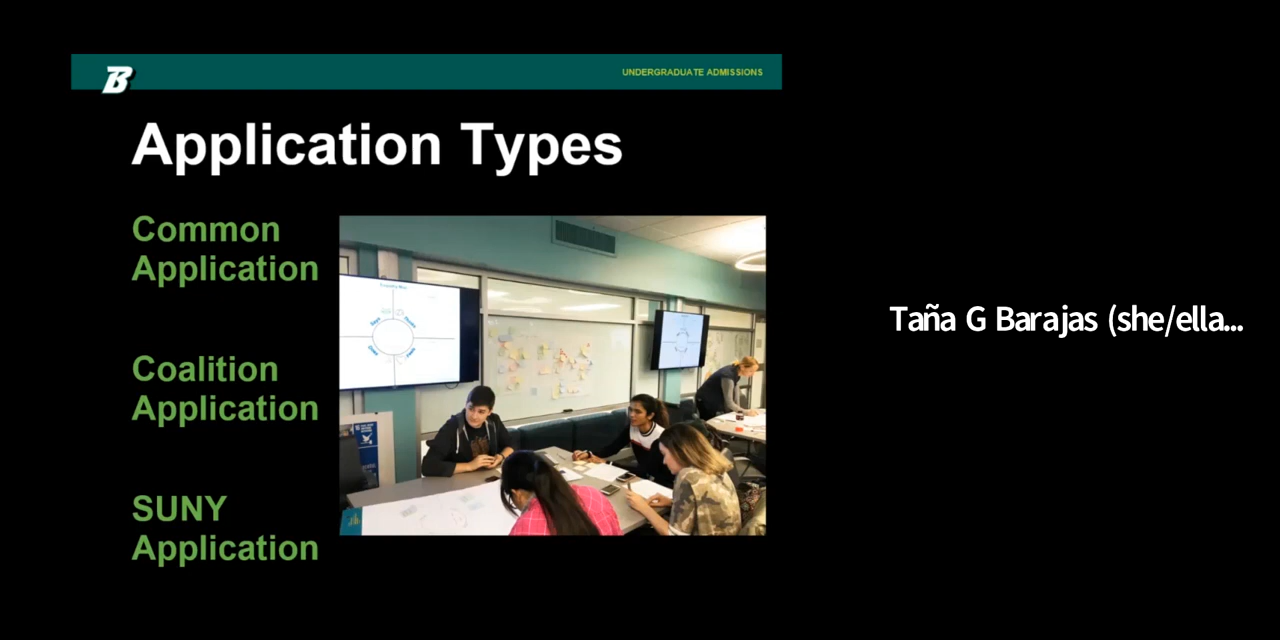 B
UNDERGRADUATE ADMISSIONS
Application Types
Common
Application
Coalition
Application
SUNY
Application
Taña G Barajas (she/ella...